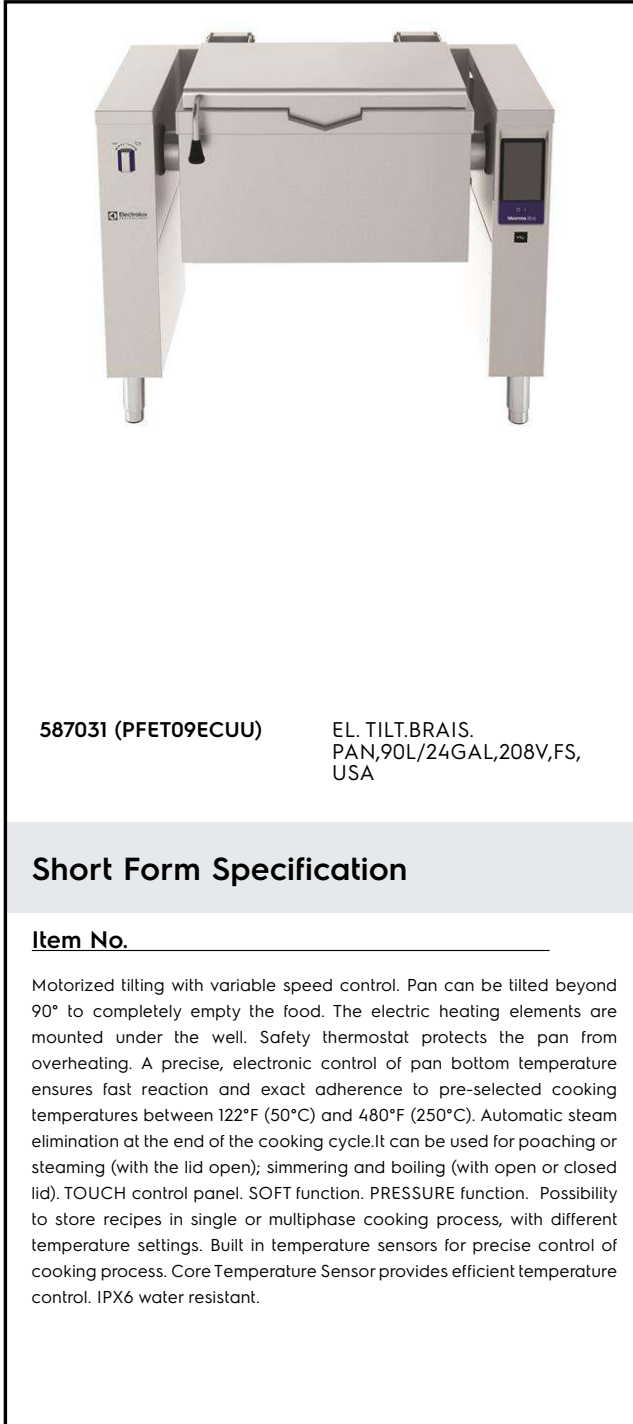 Electrolux
PROFESSIONAL
587031 (PFET09ECUU)
EL. TILT.BRAIS.
PAN,90L/24GAL,208V,FS,
USA
Short Form Specification
Item No.
Motorized tilting with variable speed control. Pan can be tilted beyond
90° to completely empty the food. The electric heating elements are
mounted under the well. Safety thermostat protects the pan from
overheating. A precise, electronic control of pan bottom temperature
ensures fast reaction and exact adherence to pre-selected cooking
temperatures between 122°F (50°C) and 480°F (250°C). Automatic steam
elimination at the end of the cooking cycle.It can be used for poaching or
steaming (with the lid open); simmering and boiling (with open or closed
lid). TOUCH control panel. SOFT function. PRESSURE function. Possibility
to store recipes in single or multiphase cooking process, with different
temperature settings. Built in temperature sensors for precise control of
cooking process. Core Temperature Sensor provides efficient temperature
control. IPX6 water resistant.